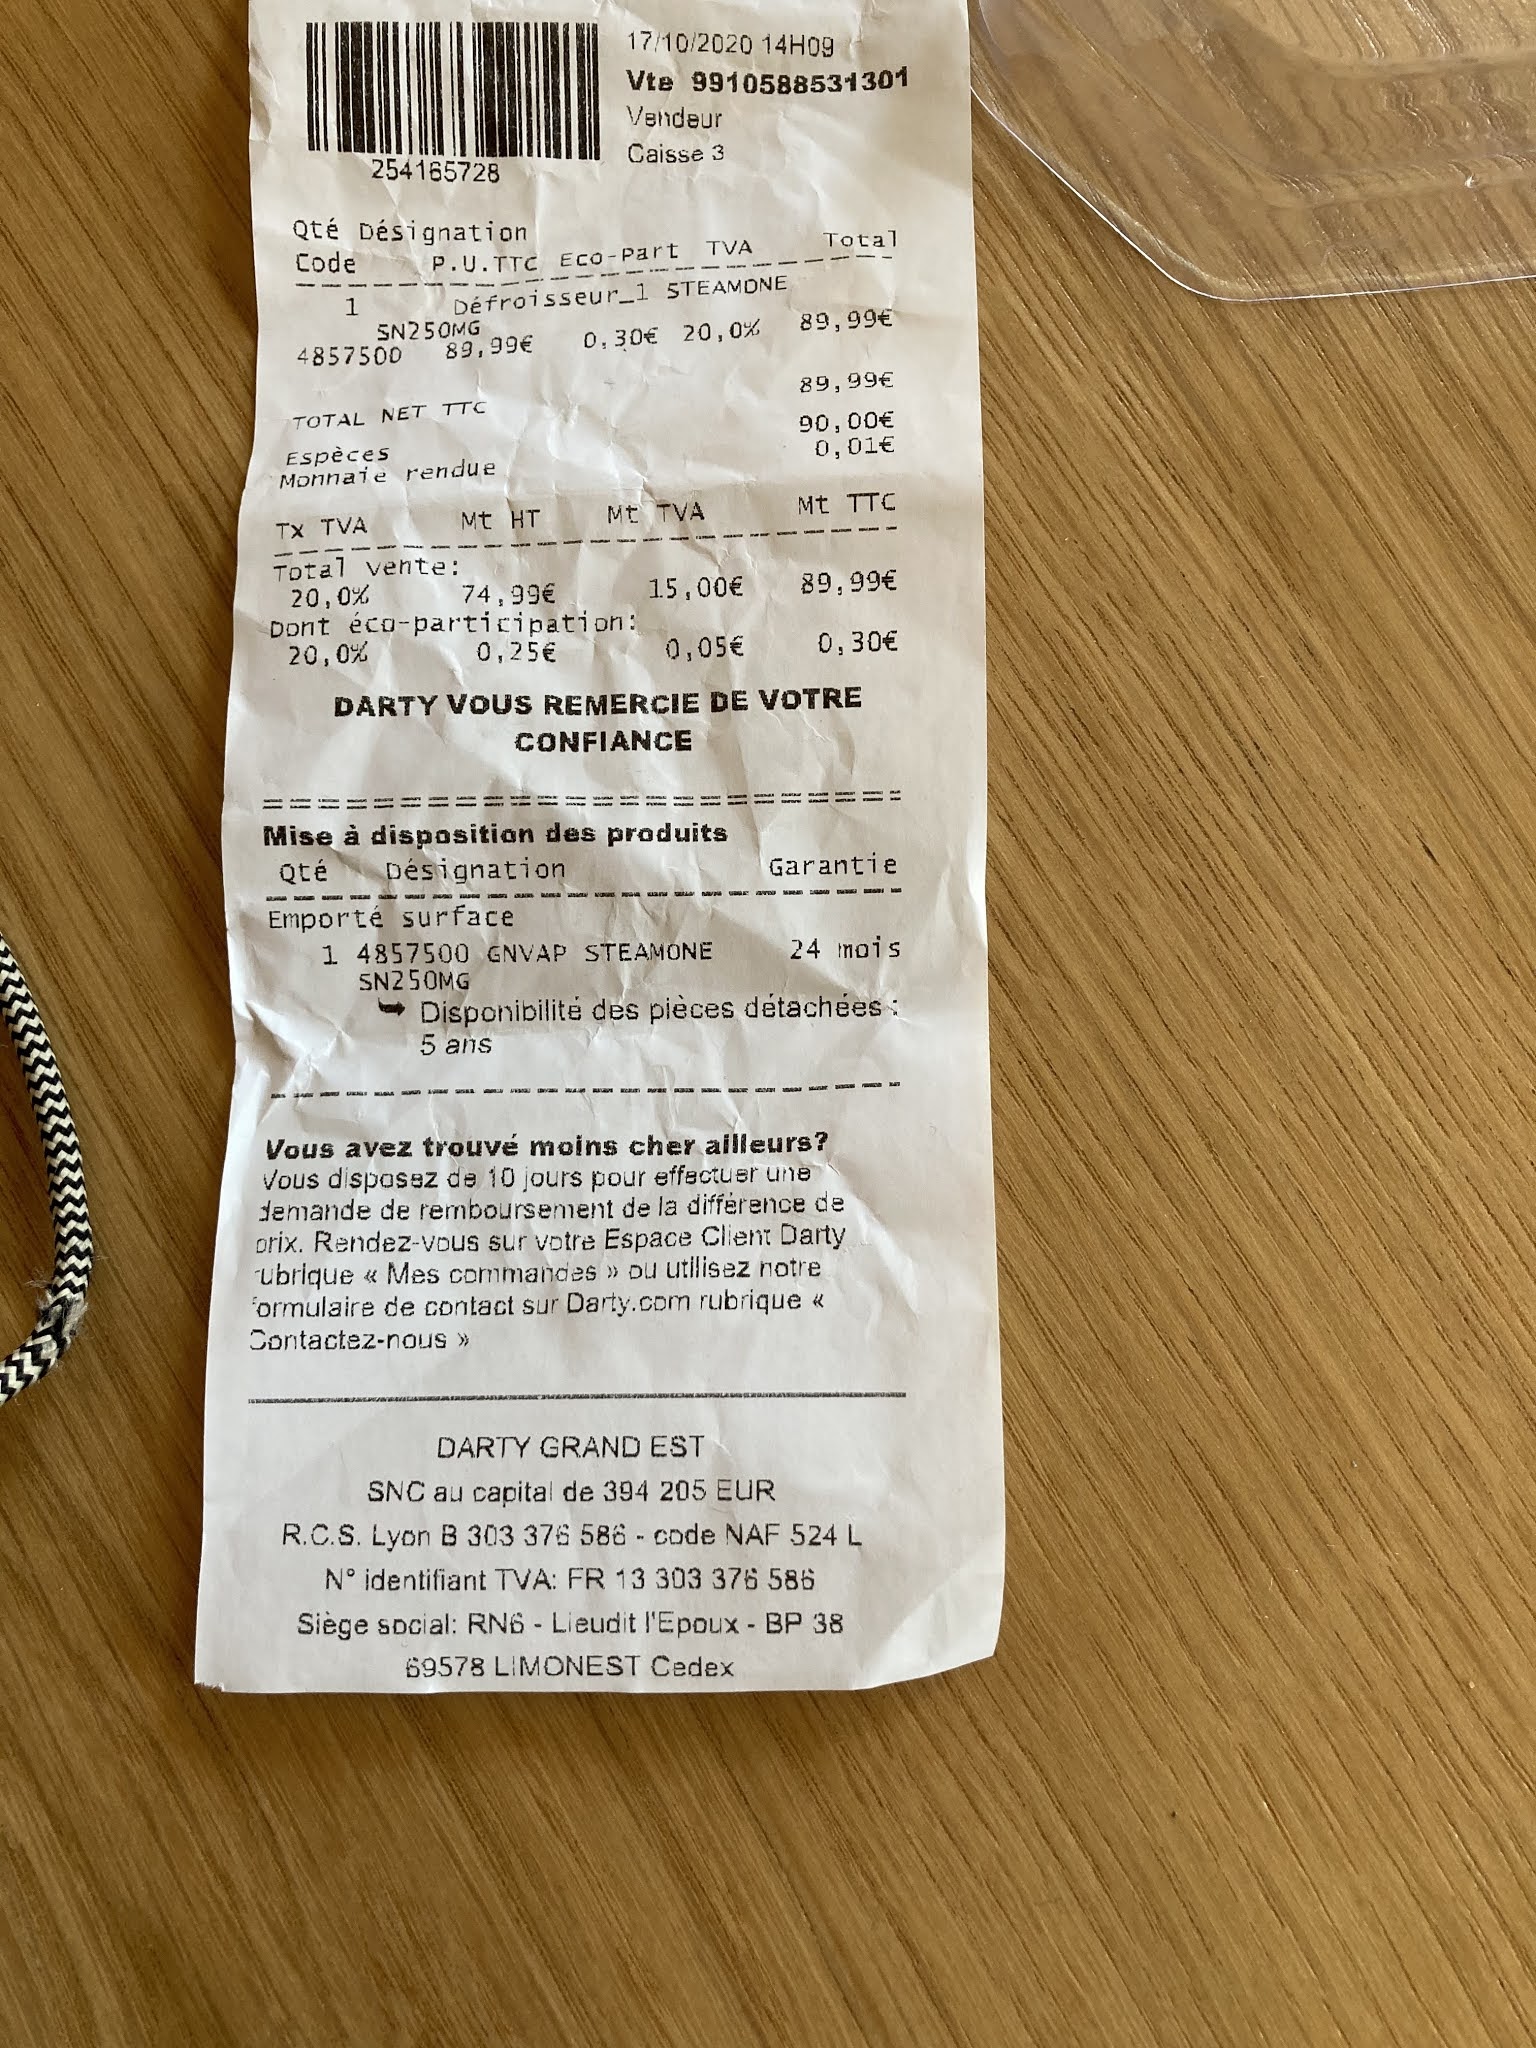 17/10/2020 14H09
Vte 9910588531301
Vendeur
Caisse 3
254165728
Qté Désignation
Code P.U.TTC Eco-Part TVA Total
1 Défroisseur_1 STEAMONE
SN250MG
4857500 89,99€ 0,30€ 20,0% 89,99€
TOTAL NET TTC 89,99€
Espèces 90,00€
Monnaie rendue 0,01€
Tx TVA Mt HT Mt TVA Mt TTC
Total vente:
20,0% 74,99€ 15,00€ 89,99€
Dont éco-participation:
20,0% 0,25€ 0,05€ 0,30€
DARTY VOUS REMERCIE DE VOTRE
CONFIANCE
Mise à disposition des produits
Qté Désignation Garantie
Emporté surface
1 4857500 GNVAP STEAMONE 24 mois
SN250MG
Disponibilité des pièces détachées :
5 ans
Vous avez trouvé moins cher ailleurs?
Vous disposez de 10 jours pour effectuer une
demande de remboursement de la différence de
prix. Rendez-vous sur votre Espace Client Darty
rubrique « Mes commandes » ou utilisez notre
formulaire de contact sur Darty.com rubrique «
Contactez-nous »
DARTY GRAND EST
SNC au capital de 394 205 EUR
R.C.S. Lyon B 303 376 586 - code NAF 524 L
N° identifiant TVA: FR 13 303 376 586
Siège social: RN6 - Lieudit l'Epoux - BP 38
69578 LIMONEST Cedex